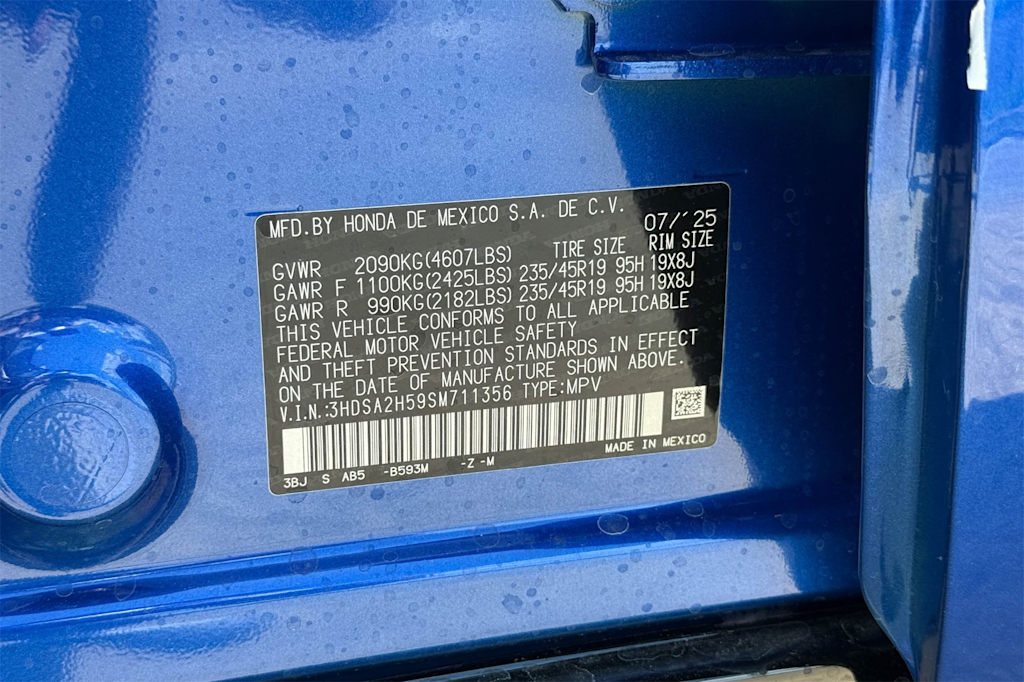 MFD.BY HONDA DE MEXICO S.A. DE C.V. 07/'25
GVWR 2090KG(4607LBS) TIRE SIZE RIM SIZE
GAWR F 1100KG(2425LBS) 235/45R19 95H 19X8J
GAWR R 990KG(2182LBS) 235/45R19 95H 19X8J
THIS VEHICLE CONFORMS TO ALL APPLICABLE
FEDERAL MOTOR VEHICLE SAFETY
AND THEFT PREVENTION STANDARDS IN EFFECT
ON THE DATE OF MANUFACTURE SHOWN ABOVE.
V.I.N.:3HDSA2H59SM711356 TYPE:MPV
MADE IN MEXICO
3BJ S AB5 -B593M -Z -M